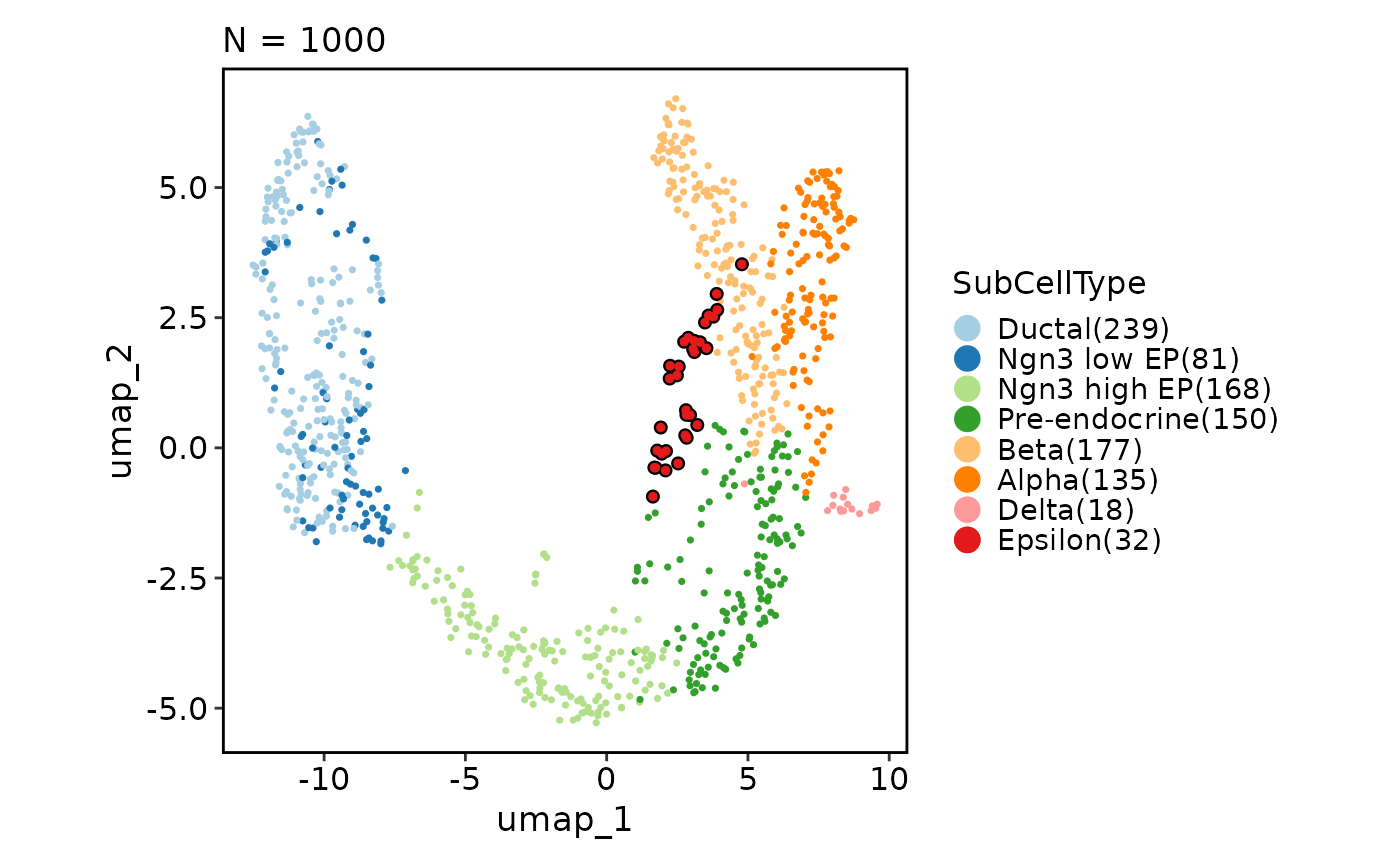 N = 1000
5.0
2.5
0.0
-2.5
-5.0
umap_2
-10
-5
0
5
10
umap_1
SubCellType
Ductal(239)
Ngn3 low EP(81)
Ngn3 high EP(168)
Pre-endocrine(150)
Beta(177)
Alpha(135)
Delta(18)
Epsilon(32)